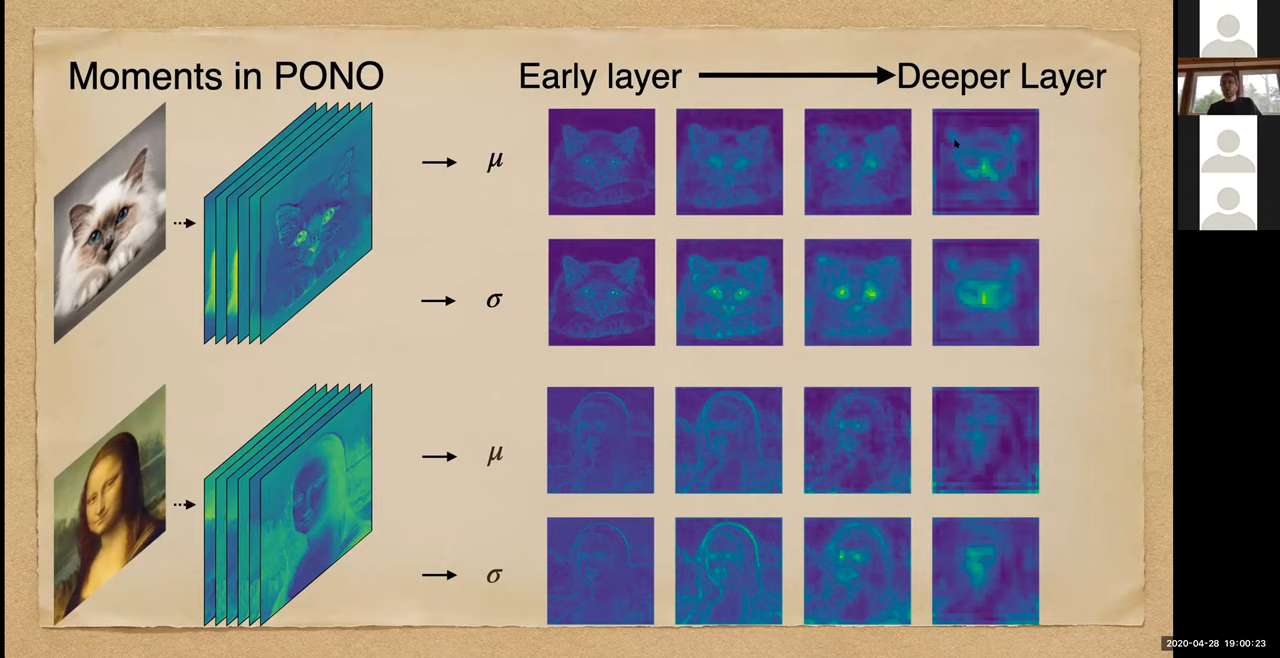 Moments in PONO
Early layer
Deeper Layer
μ
σ
μ
σ
2020-04-28 19:00:23